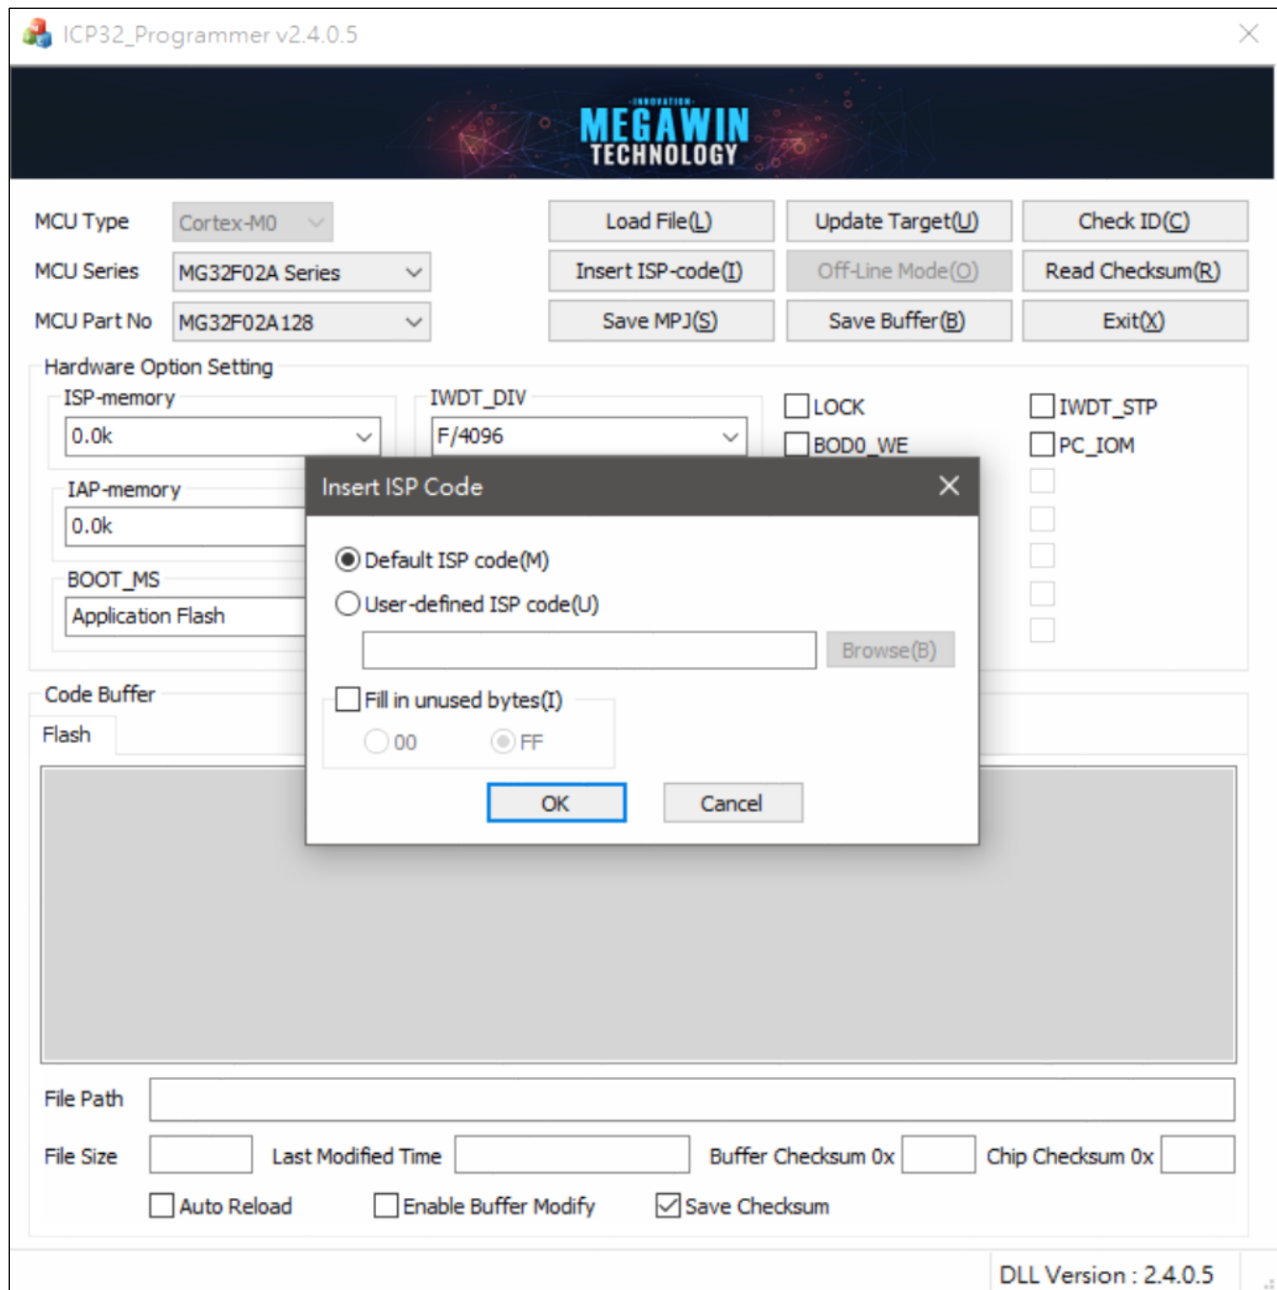 ICP32_Programmer v2.4.0.5
·INNOVATION·
MEGAWIN
TECHNOLOGY
MCU Type Cortex-M0 Load File(L) Update Target(U) Check ID(C)
MCU Series MG32F02A Series Insert ISP-code(I) Off-Line Mode(O) Read Checksum(R)
MCU Part No MG32F02A128 Save MPJ(S) Save Buffer(B) Exit(X)
Hardware Option Setting
ISP-memory IWDT_DIV
0.0k F/4096
LOCK IWDT_STP
BOD0_WE PC_IOM
IAP-memory
0.0k
BOOT_MS
Application Flash
Insert ISP Code
Default ISP code(M)
User-defined ISP code(U)
Browse(B)
Fill in unused bytes(I)
00 FF
OK Cancel
Code Buffer
Flash
File Path
File Size Last Modified Time Buffer Checksum 0x Chip Checksum 0x
Auto Reload Enable Buffer Modify Save Checksum
DLL Version : 2.4.0.5